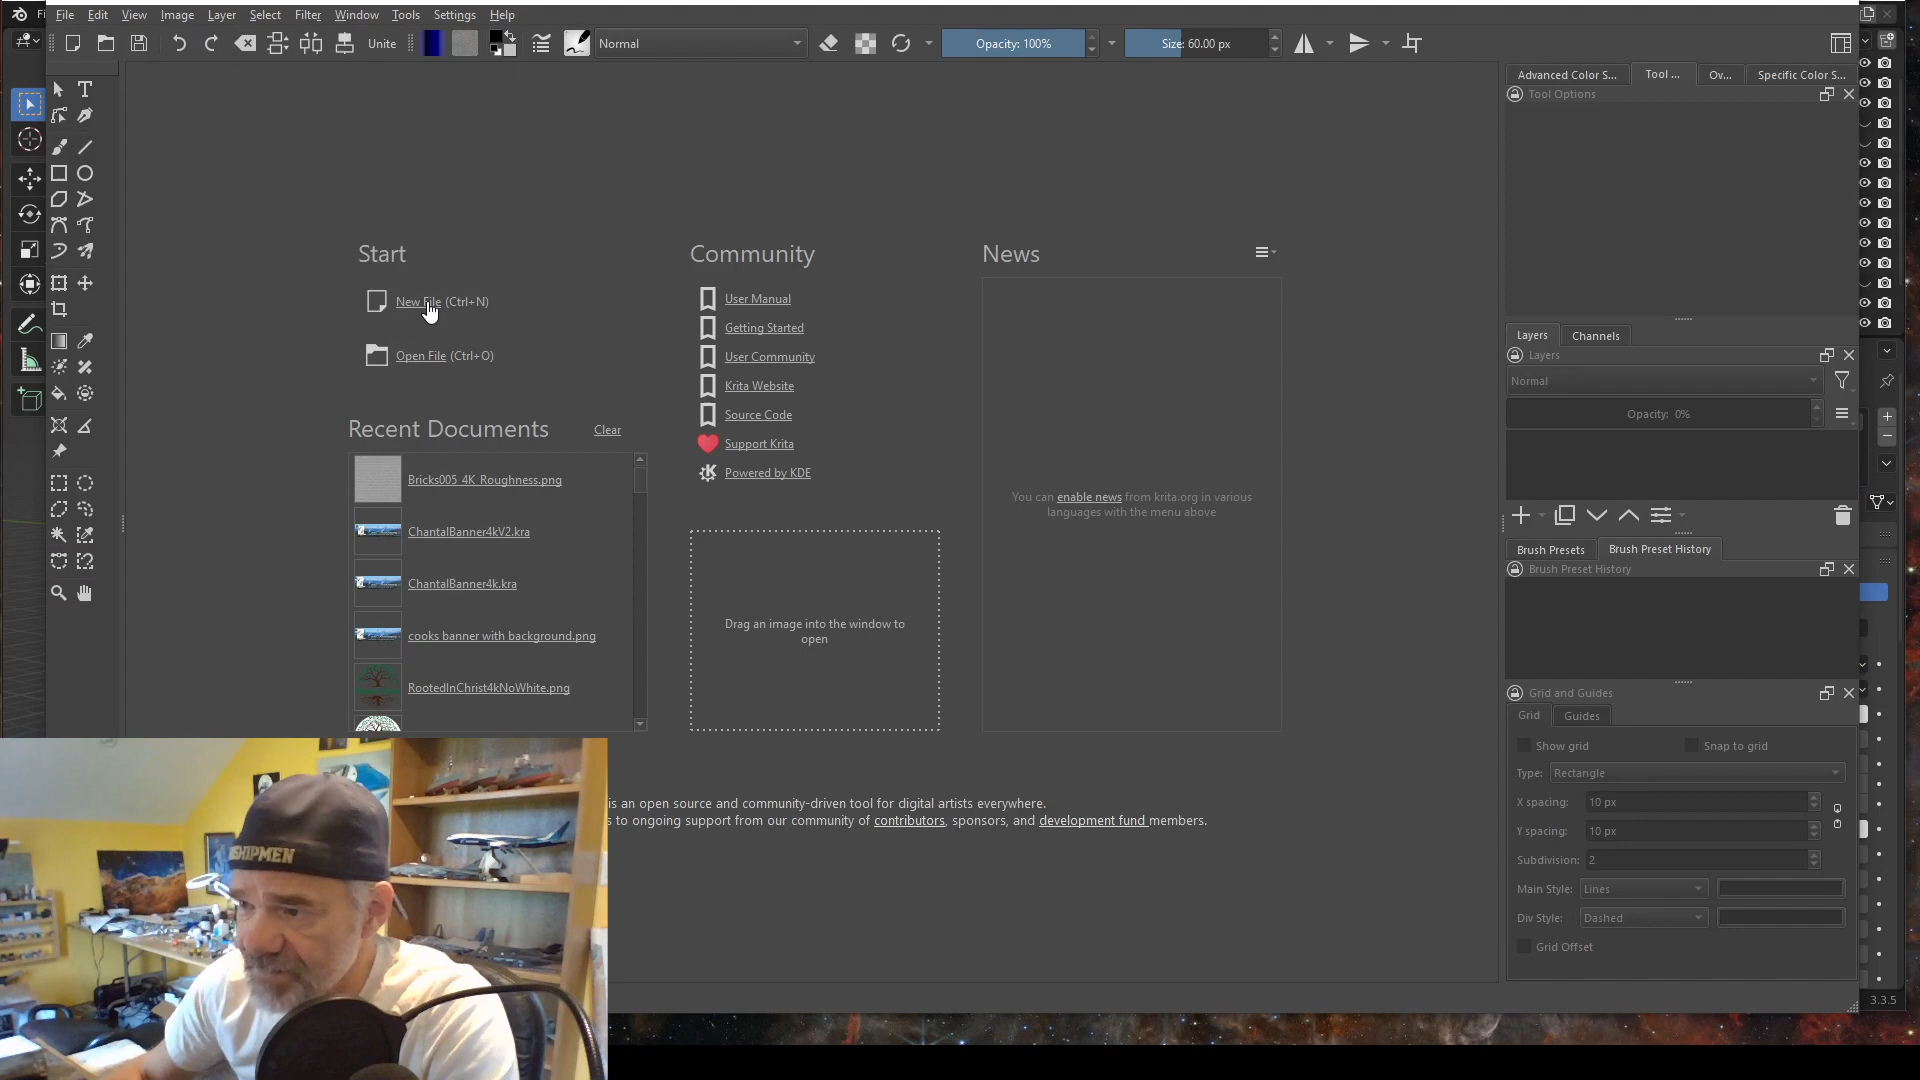 Fi
File Edit View Image Layer Select Filter Window Tools Settings Help
Unite
Normal
Opacity: 100%
Size: 60.00 px
Advanced Color S...
Tool ...
Ov...
Specific Color S...
Tool Options
Start
New File (Ctrl+N)
Open File (Ctrl+O)
Recent Documents
Clear
Bricks005_4K_Roughness.png
ChantalBanner4kV2.kra
ChantalBanner4k.kra
cooks banner with background.png
RootedInChrist4kNoWhite.png
Community
User Manual
Getting Started
User Community
Krita Website
Source Code
Support Krita
Powered by KDE
Drag an image into the window to
open
News
You can enable news from krita.org in various
languages with the menu above
is an open source and community-driven tool for digital artists everywhere.
s to ongoing support from our community of contributors, sponsors, and development fund members.
Layers
Channels
Layers
Normal
Opacity: 0%
Brush Presets
Brush Preset History
Brush Preset History
Grid and Guides
Grid
Guides
Show grid
Snap to grid
Type: Rectangle
X spacing: 10 px
Y spacing: 10 px
Subdivision: 2
Main Style: Lines
Div Style: Dashed
Grid Offset
3.3.5
SHIPMEN